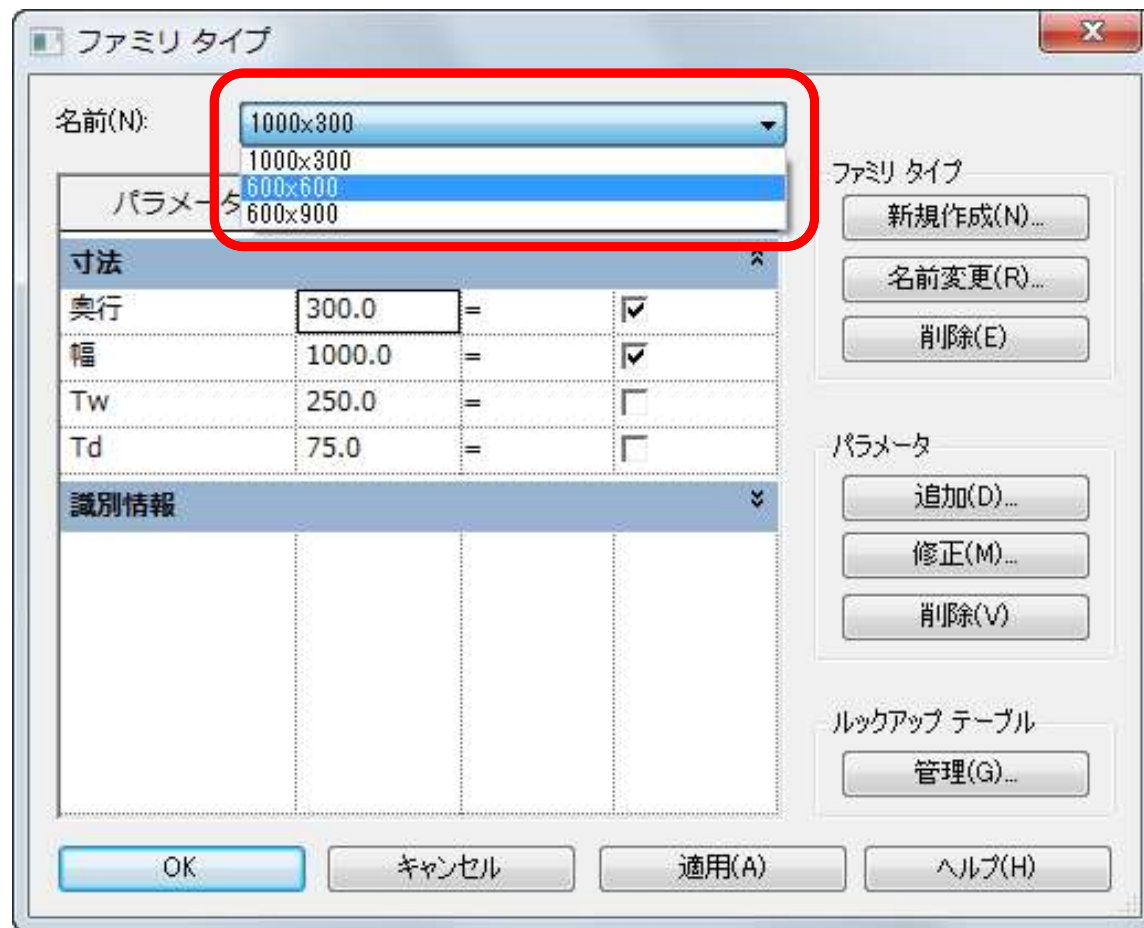 ファミリ タイプ
名前(N):
1000x300
1000x300
600x600
600x900
パラメータ
寸法
奥行 300.0 =
幅 1000.0 =
Tw 250.0 =
Td 75.0 =
識別情報
ファミリ タイプ
新規作成(N)...
名前変更(R)...
削除(E)
パラメータ
追加(D)...
修正(M)...
削除(V)
ルックアップ テーブル
管理(G)...
OK キャンセル 適用(A) ヘルプ(H)